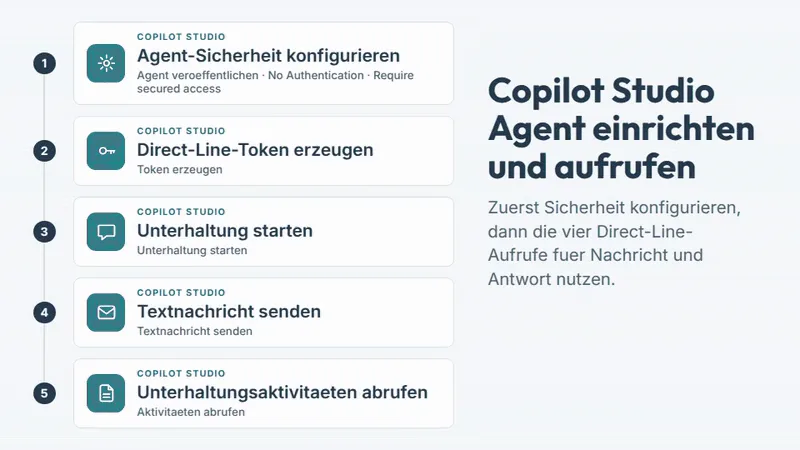 1
COPILOT STUDIO
Agent-Sicherheit konfigurieren
Agent veroeffentlichen · No Authentication · Require
secured access
2
COPILOT STUDIO
Direct-Line-Token erzeugen
Token erzeugen
3
COPILOT STUDIO
Unterhaltung starten
Unterhaltung starten
4
COPILOT STUDIO
Textnachricht senden
Textnachricht senden
5
COPILOT STUDIO
Unterhaltungsaktivitaeten abrufen
Aktivitaeten abrufen
Copilot Studio
Agent einrichten
und aufrufen
Zuerst Sicherheit konfigurieren,
dann die vier Direct-Line-
Aufrufe fuer Nachricht und
Antwort nutzen.